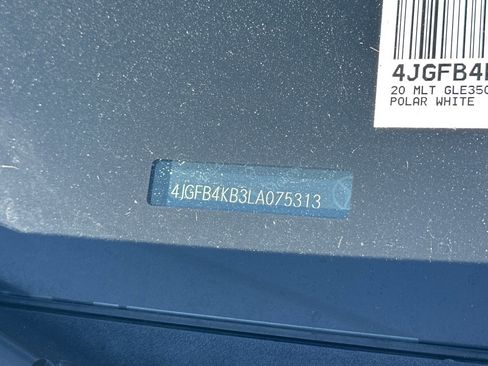 4JGFB4
20 MLT GLE350
POLAR WHITE
4JGFB4KB3LA075313